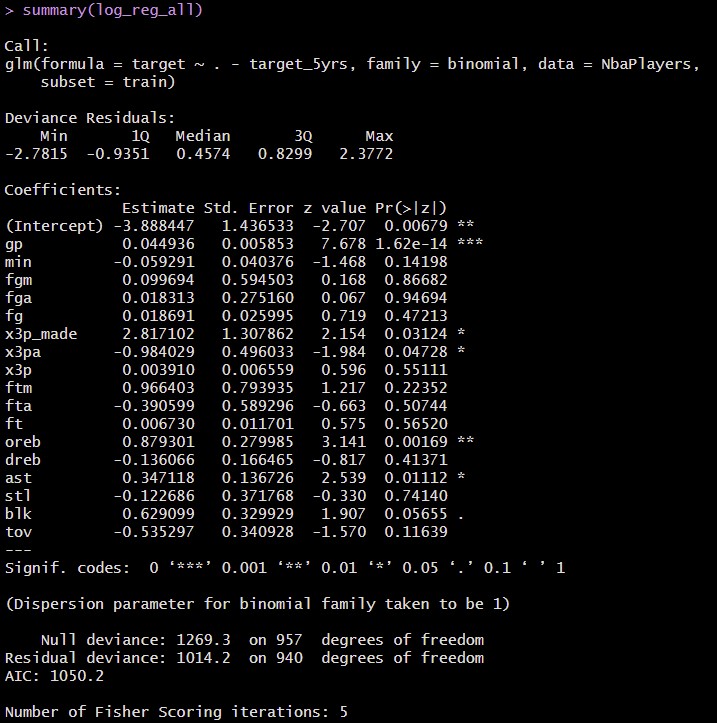 > summary(log_reg_all)

Call:
glm(formula = target ~ . - target_5yrs, family = binomial, data = NbaPlayers,
    subset = train)

Deviance Residuals:
    Min      1Q  Median      3Q     Max
-2.7815 -0.9351  0.4574  0.8299  2.3772

Coefficients:
             Estimate Std. Error z value Pr(>|z|)
(Intercept) -3.888447   1.436533  -2.707  0.00679 **
gp           0.044936   0.005853   7.678 1.62e-14 ***
min         -0.059291   0.040376  -1.468  0.14198
fgm          0.099694   0.594503   0.168  0.86682
fga          0.018313   0.275160   0.067  0.94694
fg           0.018691   0.025995   0.719  0.47213
x3p_made     2.817102   1.307862   2.154  0.03124 *
x3pa        -0.984029   0.496033  -1.984  0.04728 *
x3p          0.003910   0.006559   0.596  0.55111
ftm          0.966403   0.793935   1.217  0.22352
fta         -0.390599   0.589296  -0.663  0.50744
ft           0.006730   0.011701   0.575  0.56520
oreb         0.879301   0.279985   3.141  0.00169 **
dreb        -0.136066   0.166465  -0.817  0.41371
ast          0.347118   0.136726   2.539  0.01112 *
stl         -0.122686   0.371768  -0.330  0.74140
blk          0.629099   0.329929   1.907  0.05655 .
tov         -0.535297   0.340928  -1.570  0.11639
---
Signif. codes:  0 ‘***’ 0.001 ‘**’ 0.01 ‘*’ 0.05 ‘.’ 0.1 ‘ ’ 1

(Dispersion parameter for binomial family taken to be 1)

    Null deviance: 1269.3  on 957  degrees of freedom
Residual deviance: 1014.2  on 940  degrees of freedom
AIC: 1050.2

Number of Fisher Scoring iterations: 5